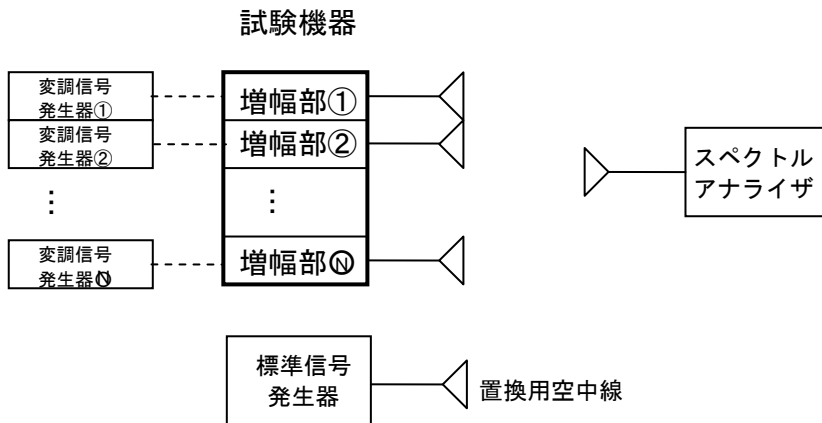 試験機器
変調信号
発生器①
増幅部①
変調信号
発生器②
増幅部②
⋮
⋮
変調信号
発生器Ⓝ
増幅部Ⓝ
スペクトル
アナライザ
標準信号
発生器
置換用空中線